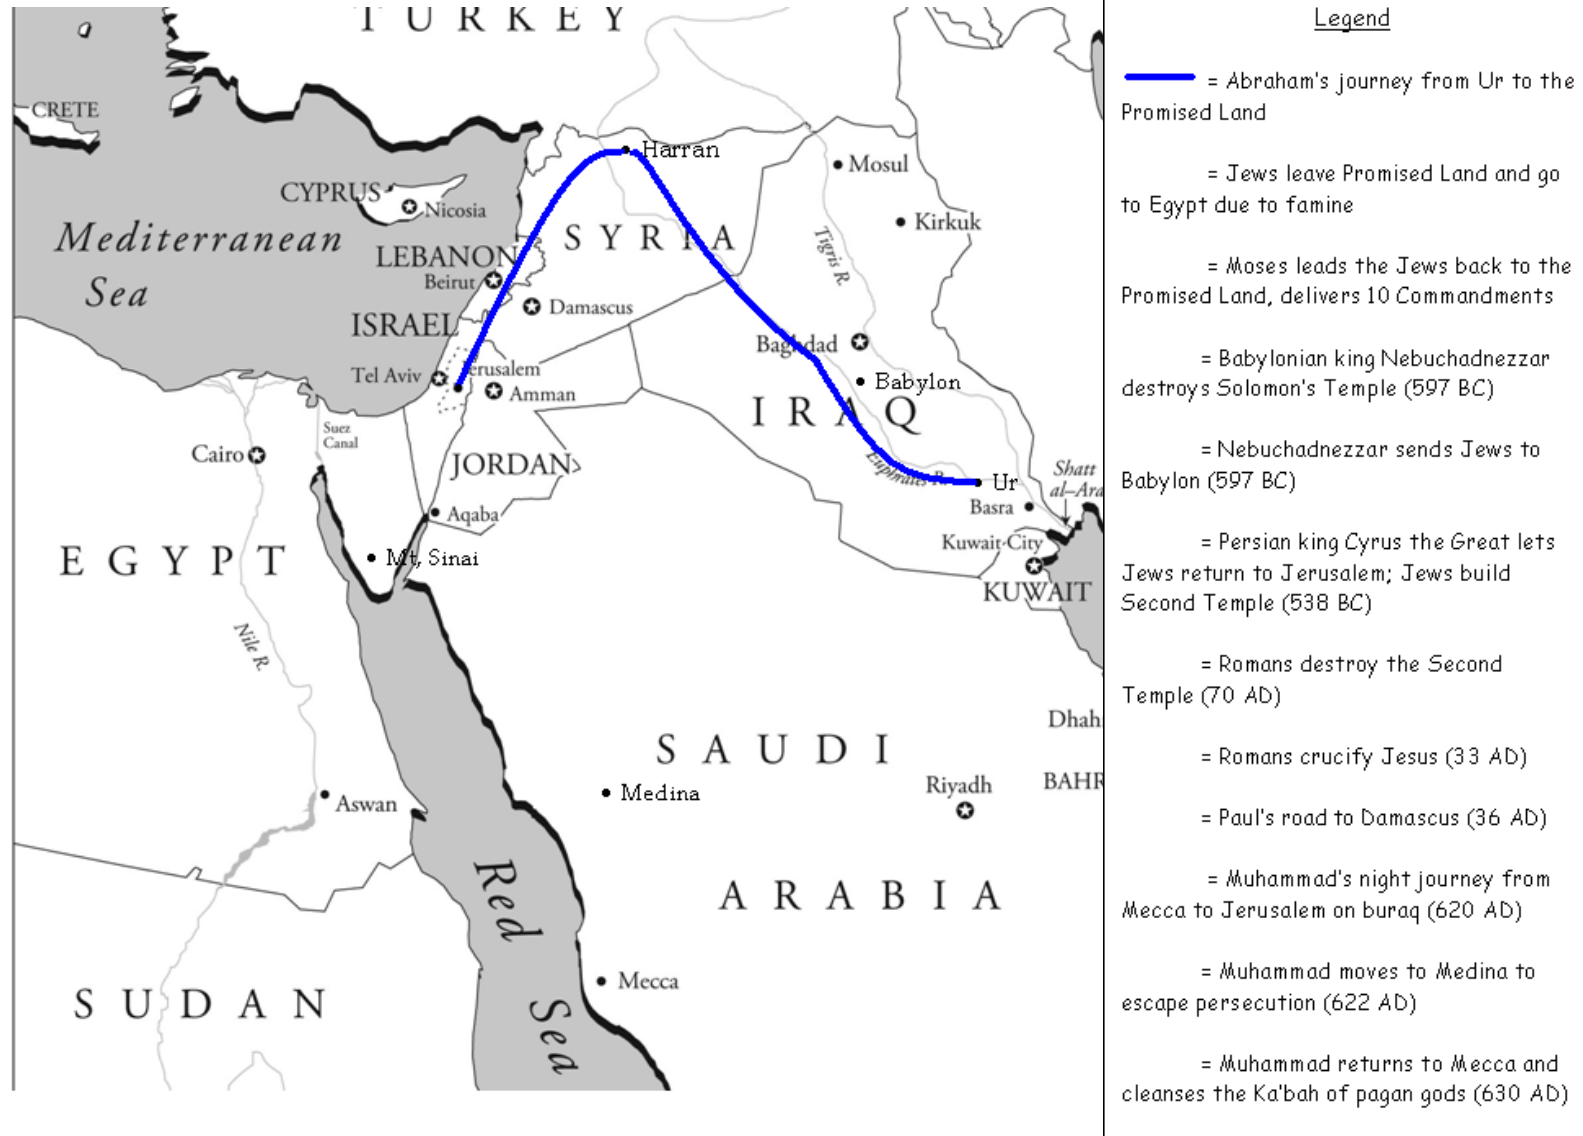 TURKEY
CRETE
Harran
Mosul
CYPRUS
Nicosia
Kirkuk
Mediterranean
Sea
SYRIA
Tigris R.
LEBANON
Beirut
Damascus
ISRAEL
Baghdad
Tel Aviv
erusalem
Amman
Babylon
IRAQ
Suez
Canal
Cairo
JORDAN
Euphrates R.
Ur
Shatt
al-Ara
Basra
Aqaba
Kuwait City
EGYPT
Mt, Sinai
KUWAIT
Nile R.
Dhah
SAUDI
Medina
Riyadh
BAHR
Aswan
Red
Sea
ARABIA
Mecca
SUDAN
Legend
= Abraham's journey from Ur to the
Promised Land
= Jews leave Promised Land and go
to Egypt due to famine
= Moses leads the Jews back to the
Promised Land, delivers 10 Commandments
= Babylonian king Nebuchadnezzar
destroys Solomon's Temple (597 BC)
= Nebuchadnezzar sends Jews to
Babylon (597 BC)
= Persian king Cyrus the Great lets
Jews return to Jerusalem; Jews build
Second Temple (538 BC)
= Romans destroy the Second
Temple (70 AD)
= Romans crucify Jesus (33 AD)
= Paul's road to Damascus (36 AD)
= Muhammad's night journey from
Mecca to Jerusalem on buraq (620 AD)
= Muhammad moves to Medina to
escape persecution (622 AD)
= Muhammad returns to Mecca and
cleanses the Ka'bah of pagan gods (630 AD)